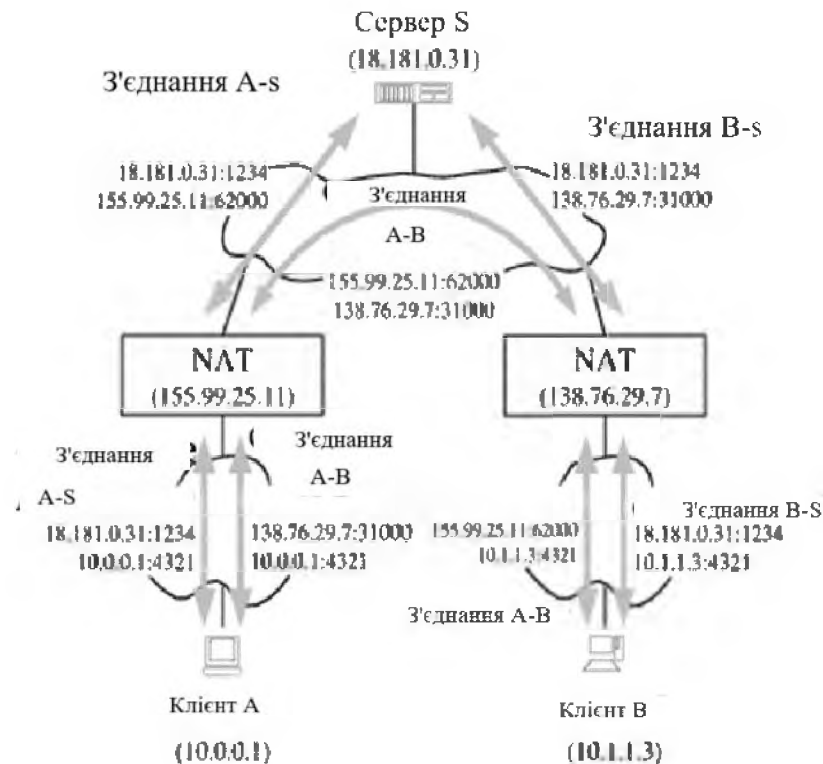 Сервер S
(18.181.0.31)
З'єднання A-s
З'єднання B-s
18.181.0.31:1234
155.99.25.11:62000
18.181.0.31:1234
138.76.29.7:31000
З'єднання
A-B
155.99.25.11:62000
138.76.29.7:31000
NAT
(155.99.25.11)
NAT
(138.76.29.7)
З'єднання
A-S
З'єднання
A-B
18.181.0.31:1234
10.0.0.1:4321
138.76.29.7:31000
10.0.0.1:4321
155.99.25.11:62000
10.1.1.3:4321
З'єднання B-S
18.181.0.31:1234
10.1.1.3:4321
З'єднання A-B
Клієнт A
(10.0.0.1)
Клієнт B
(10.1.1.3)